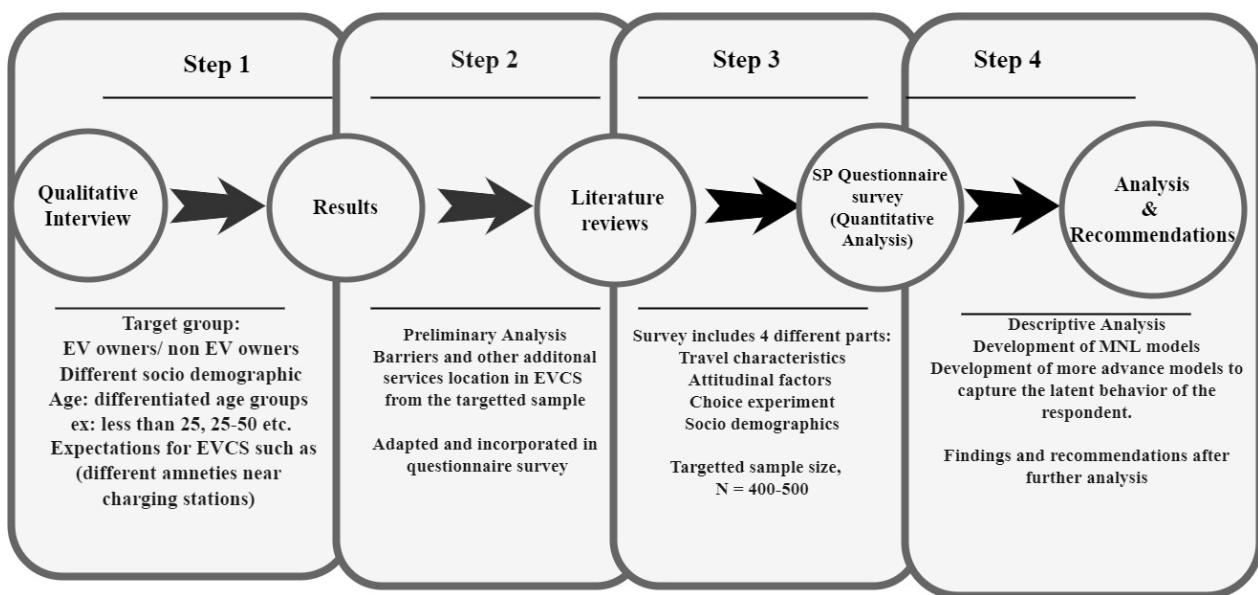 Step 1
Step 2
Step 3
Step 4
Qualitative
Interview
Results
Literature
reviews
SP Questionnaire
survey
(Quantitative
Analysis)
Analysis
&
Recommendations
Target group:
EV owners/ non EV owners
Different socio demographic
Age: differentiated age groups
ex: less than 25, 25-50 etc.
Expectations for EVCS such as
(different amneties near
charging stations)
Preliminary Analysis
Barriers and other additonal
services location in EVCS
from the targetted sample
Adapted and incorporated in
questionnaire survey
Survey includes 4 different parts:
Travel characteristics
Attitudinal factors
Choice experiment
Socio demographics
Targetted sample size,
N = 400-500
Descriptive Analysis
Development of MNL models
Development of more advance models to
capture the latent behavior of the
respondent.
Findings and recommendations after
further analysis